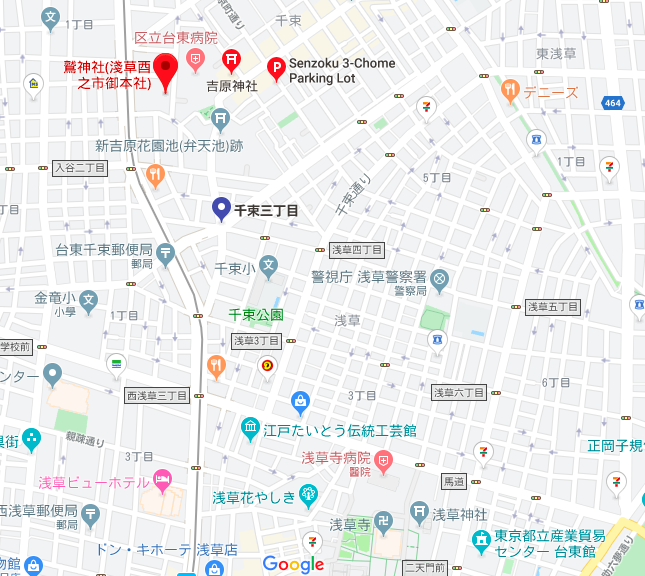 千束
区立台東病院
鷲神社(浅草酉
之市御本社)
吉原神社
Senzoku 3-Chome
Parking Lot
東浅草
デニーズ
464
新吉原花園池(弁天池)跡
1丁目
入谷二丁目
5丁目
千束通り
千束三丁目
丁目
台東千束郵便局
郵局
千束小
浅草四丁目
警視庁 浅草警察署
警察局
金竜小
小學
1丁目
千束公園
浅草
浅草五丁目
浅草3丁目
学校前
ンター
西浅草三丁目
3丁目
浅草六丁目
6丁目
江戸たいとう伝統工芸館
親疎通り
具街
3丁目
浅草寺病院
醫院
正岡子規
馬道
浅草ビューホテル
浅草花やしき
西浅草郵便局
郵局
浅草寺
浅草神社
東京都立産業貿易
センター 台東館
ドン・キホーテ 浅草店
物館
Google
二天門前
助六夢通り